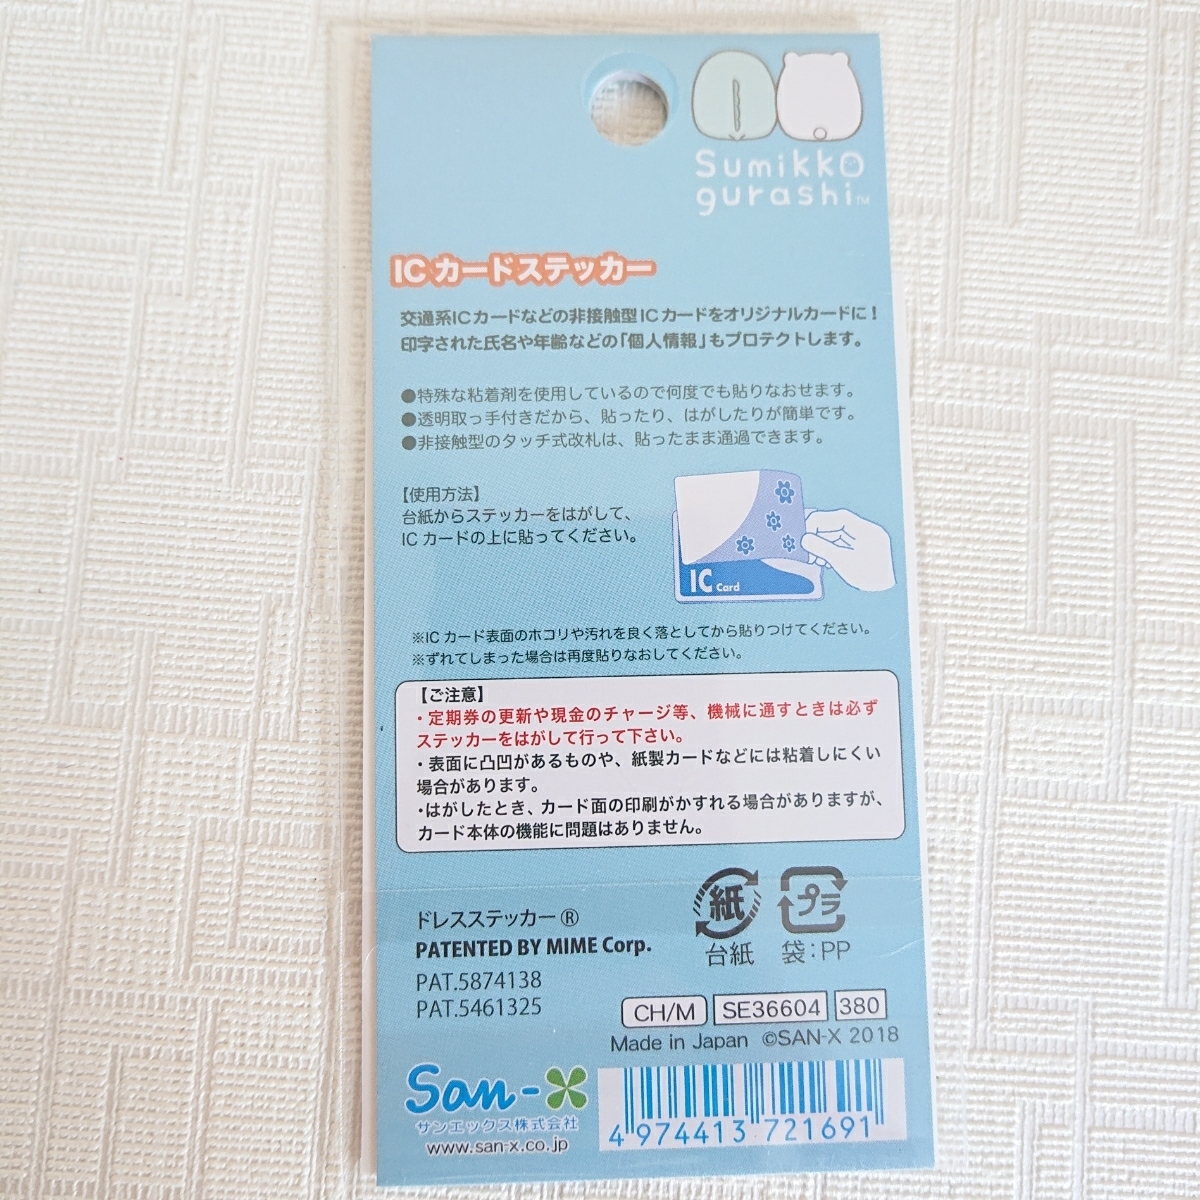 Sumikko
gurashi™
ICカードステッカー
交通系ICカードなどの非接触型ICカードをオリジナルカードに!
印字された氏名や年齢などの「個人情報」もプロテクトします。
●特殊な粘着剤を使用しているので何度でも貼りなおせます。
●透明取っ手付きだから、貼ったり、はがしたりが簡単です。
●非接触型のタッチ式改札は、貼ったまま通過できます。
【使用方法】
台紙からステッカーをはがして、
ICカードの上に貼ってください。
IC Card
※ICカード表面のホコリや汚れを良く落としてから貼りつけてください。
※ずれてしまった場合は再度貼りなおしてください。
【ご注意】
・定期券の更新や現金のチャージ等、機械に通すときは必ず
ステッカーをはがして行って下さい。
・表面に凸凹があるものや、紙製カードなどには粘着しにくい
場合があります。
・はがしたとき、カード面の印刷がかすれる場合がありますが、
カード本体の機能に問題はありません。
紙 プラ
台紙 袋:PP
ドレスステッカー®
PATENTED BY MIME Corp.
PAT.5874138
PAT.5461325
CH/M SE36604 380
Made in Japan ©SAN-X 2018
San-X
サンエックス株式会社
www.san-x.co.jp
4 974413 721691